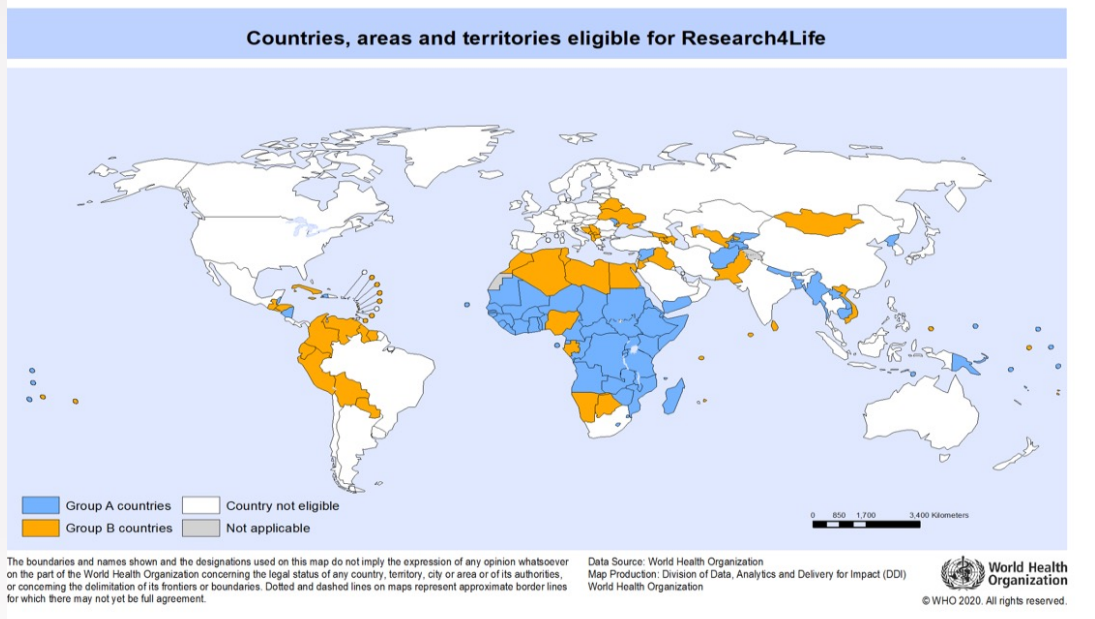 Countries, areas and territories eligible for Research4Life
Group A countries
Country not eligible
Group B countries
Not applicable
0 850 1,700 3,400 Kilometers
The boundaries and names shown and the designations used on this map do not imply the expression of any opinion whatsoever
on the part of the World Health Organization concerning the legal status of any country, territory, city or area or of its authorities,
or concerning the delimitation of its frontiers or boundaries. Dotted and dashed lines on maps represent approximate border lines
for which there may not yet be full agreement.
Data Source: World Health Organization
Map Production: Division of Data, Analytics and Delivery for Impact (DDI)
World Health Organization
World Health
Organization
© WHO 2020. All rights reserved.